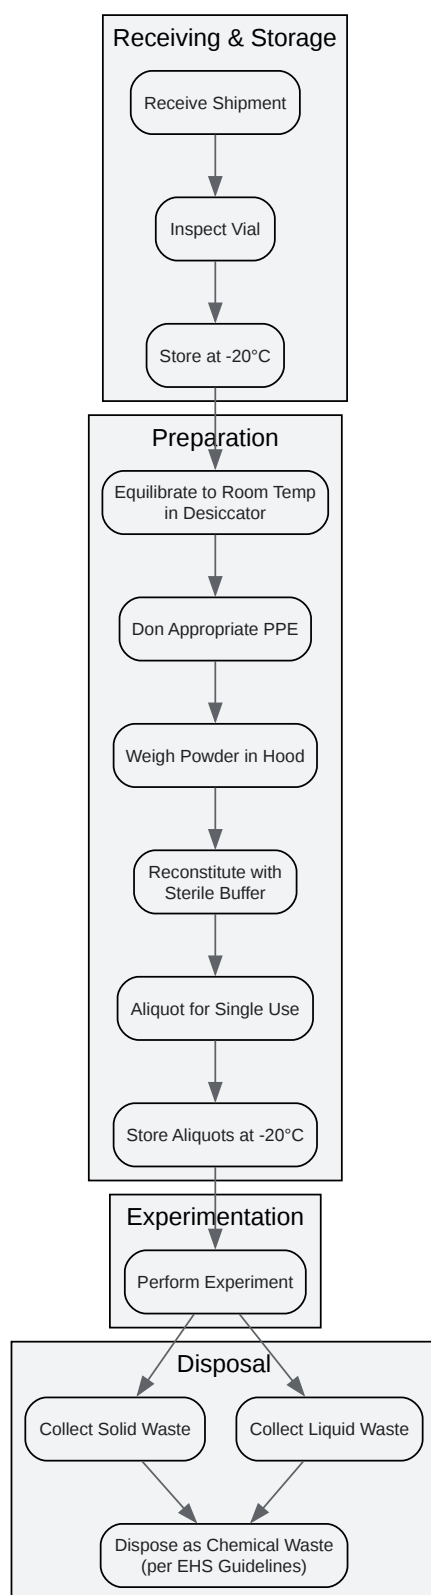 Receiving & Storage
Receive Shipment
Inspect Vial
Store at -20°C
Preparation
Equilibrate to Room Temp
in Desiccator
Don Appropriate PPE
Weigh Powder in Hood
Reconstitute with
Sterile Buffer
Aliquot for Single Use
Store Aliquots at -20°C
Experimentation
Perform Experiment
Disposal
Collect Solid Waste
Collect Liquid Waste
Dispose as Chemical Waste
(per EHS Guidelines)